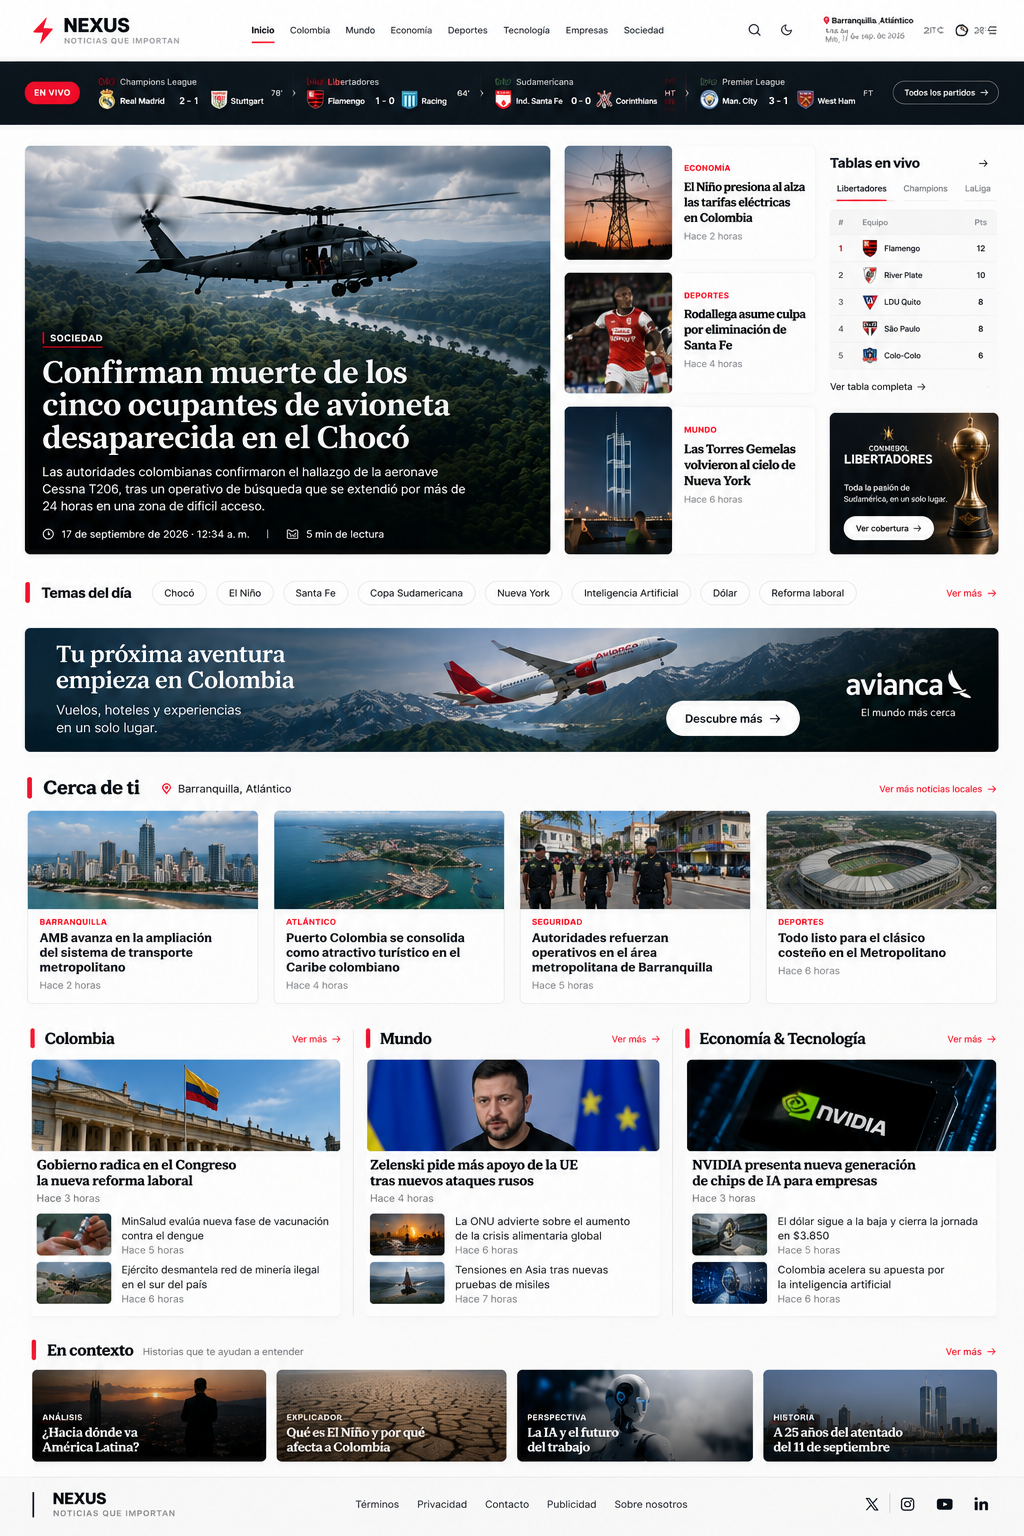 NEXUS
NOTICIAS QUE IMPORTAN
Inicio
Colombia
Mundo
Economía
Deportes
Tecnología
Empresas
Sociedad
Barranquilla, Atlántico
EN VIVO
Champions League
Real Madrid 2 - 1 Stuttgart 78'
Libertadores
Flamengo 1 - 0 Racing 64'
Sudamericana
Ind. Santa Fe 0 - 0 Corinthians HT
Premier League
Man. City 3 - 1 West Ham FT
Todos los partidos →
SOCIEDAD
Confirman muerte de los
cinco ocupantes de avioneta
desaparecida en el Chocó
Las autoridades colombianas confirmaron el hallazgo de la aeronave
Cessna T206, tras un operativo de búsqueda que se extendió por más de
24 horas en una zona de difícil acceso.
17 de septiembre de 2026 · 12:34 a. m. | 5 min de lectura
ECONOMÍA
El Niño presiona al alza
las tarifas eléctricas
en Colombia
Hace 2 horas
DEPORTES
Rodallega asume culpa
por eliminación de
Santa Fe
Hace 4 horas
MUNDO
Las Torres Gemelas
volvieron al cielo de
Nueva York
Hace 6 horas
Tablas en vivo →
Libertadores Champions LaLiga
# Equipo Pts
1 Flamengo 12
2 River Plate 10
3 LDU Quito 8
4 São Paulo 8
5 Colo-Colo 6
Ver tabla completa →
CONMEBOL
LIBERTADORES
Toda la pasión de
Sudamérica, en un solo lugar.
Ver cobertura →
Temas del día
Chocó
El Niño
Santa Fe
Copa Sudamericana
Nueva York
Inteligencia Artificial
Dólar
Reforma laboral
Ver más →
Tu próxima aventura
empieza en Colombia
Vuelos, hoteles y experiencias
en un solo lugar.
Avianca
Descubre más →
avianca
El mundo más cerca
Cerca de ti
Barranquilla, Atlántico
Ver más noticias locales →
BARRANQUILLA
AMB avanza en la ampliación
del sistema de transporte
metropolitano
Hace 2 horas
ATLÁNTICO
Puerto Colombia se consolida
como atractivo turístico en el
Caribe colombiano
Hace 4 horas
SEGURIDAD
Autoridades refuerzan
operativos en el área
metropolitana de Barranquilla
Hace 5 horas
DEPORTES
Todo listo para el clásico
costeño en el Metropolitano
Hace 6 horas
Colombia
Ver más →
Gobierno radica en el Congreso
la nueva reforma laboral
Hace 3 horas
MinSalud evalúa nueva fase de vacunación
contra el dengue
Hace 5 horas
Ejército desmantela red de minería ilegal
en el sur del país
Hace 6 horas
Mundo
Ver más →
Zelenski pide más apoyo de la UE
tras nuevos ataques rusos
Hace 4 horas
La ONU advierte sobre el aumento
de la crisis alimentaria global
Hace 6 horas
Tensiones en Asia tras nuevas
pruebas de misiles
Hace 7 horas
Economía & Tecnología
Ver más →
NVIDIA
NVIDIA presenta nueva generación
de chips de IA para empresas
Hace 3 horas
El dólar sigue a la baja y cierra la jornada
en $3.850
Hace 5 horas
Colombia acelera su apuesta por
la inteligencia artificial
Hace 6 horas
En contexto
Historias que te ayudan a entender
Ver más →
ANÁLISIS
¿Hacia dónde va
América Latina?
EXPLICADOR
Qué es El Niño y por qué
afecta a Colombia
PERSPECTIVA
La IA y el futuro
del trabajo
HISTORIA
A 25 años del atentado
del 11 de septiembre
NEXUS
NOTICIAS QUE IMPORTAN
Términos
Privacidad
Contacto
Publicidad
Sobre nosotros